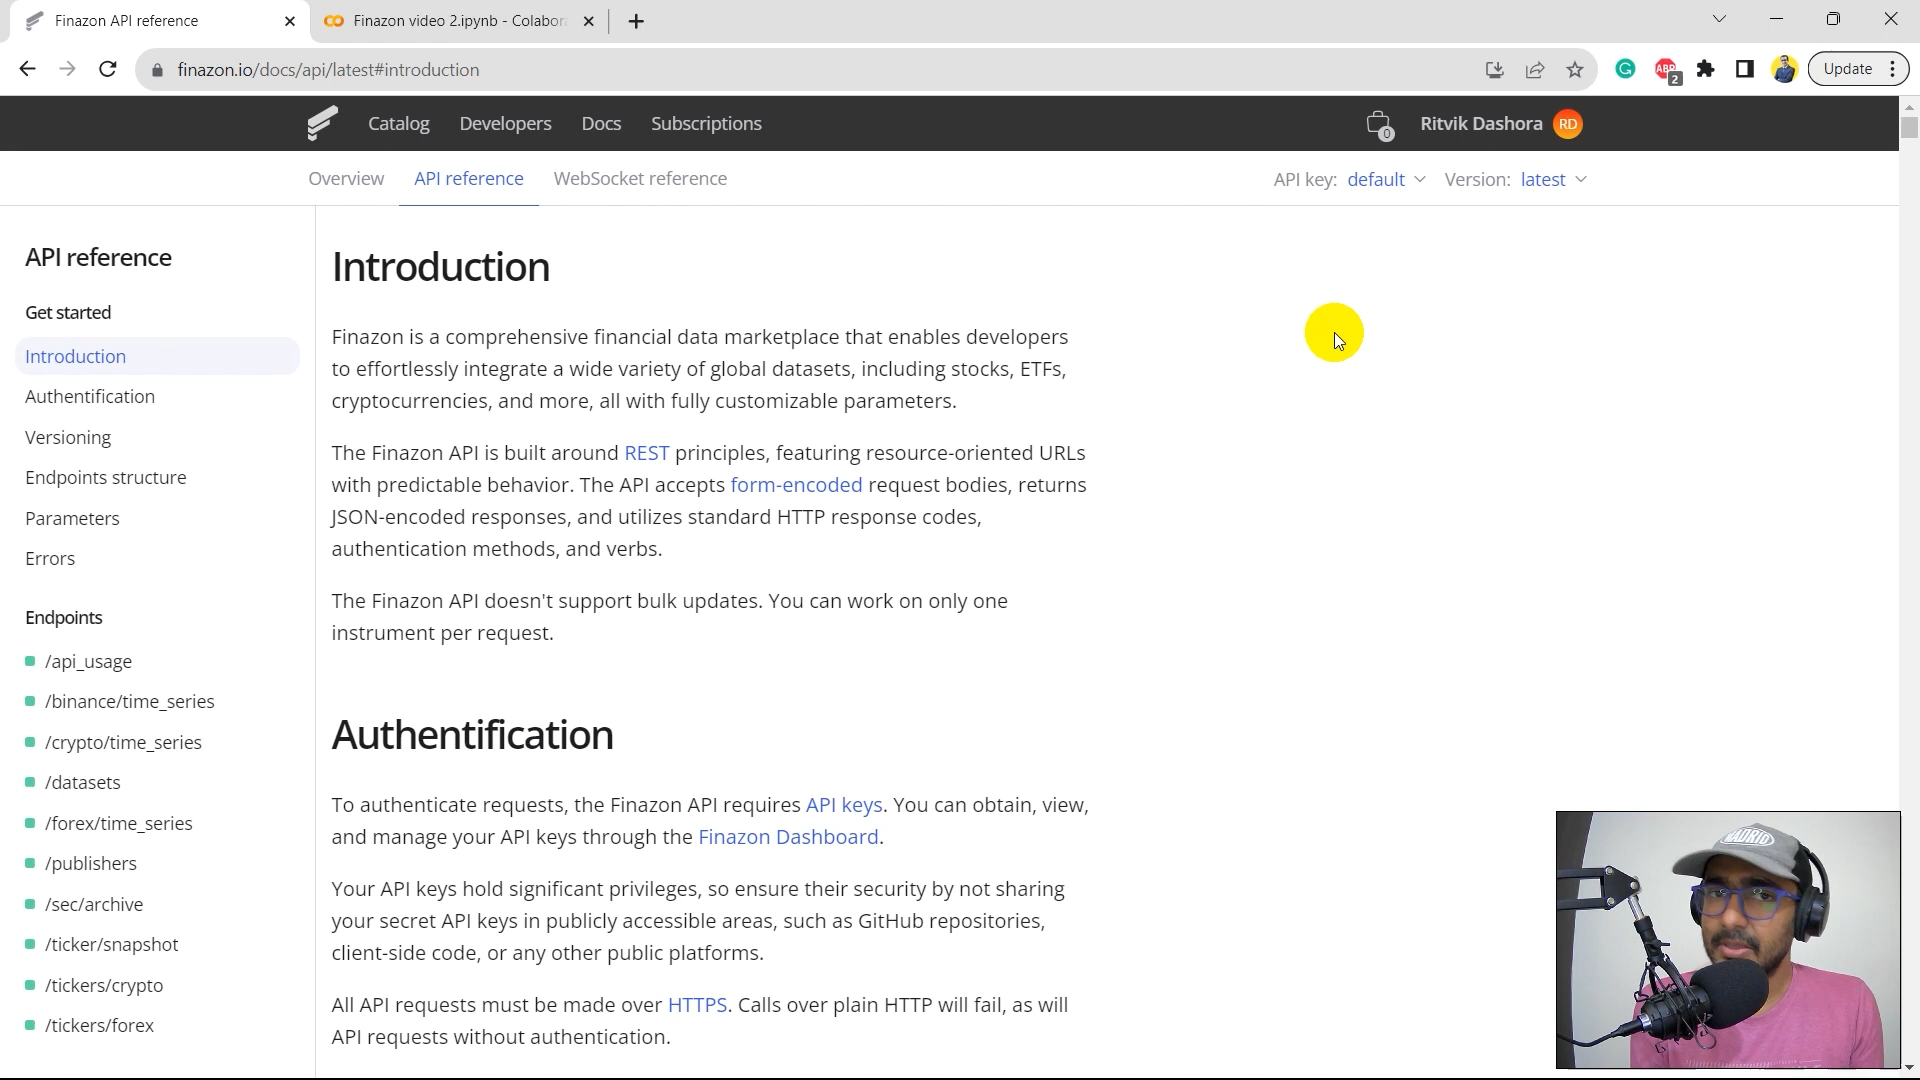 Finazon API reference
Finazon video 2.ipynb - Colabor
finazon.io/docs/api/latest#introduction
ABP
2
Update
Catalog
Developers
Docs
Subscriptions
0
Ritvik Dashora
RD
Overview
API reference
WebSocket reference
API key: default
Version: latest
API reference
Get started
Introduction
Authentification
Versioning
Endpoints structure
Parameters
Errors
Endpoints
/api_usage
/binance/time_series
/crypto/time_series
/datasets
/forex/time_series
/publishers
/sec/archive
/ticker/snapshot
/tickers/crypto
/tickers/forex
Introduction
Finazon is a comprehensive financial data marketplace that enables developers
to effortlessly integrate a wide variety of global datasets, including stocks, ETFs,
cryptocurrencies, and more, all with fully customizable parameters.
The Finazon API is built around REST principles, featuring resource-oriented URLs
with predictable behavior. The API accepts form-encoded request bodies, returns
JSON-encoded responses, and utilizes standard HTTP response codes,
authentication methods, and verbs.
The Finazon API doesn't support bulk updates. You can work on only one
instrument per request.
Authentification
To authenticate requests, the Finazon API requires API keys. You can obtain, view,
and manage your API keys through the Finazon Dashboard.
Your API keys hold significant privileges, so ensure their security by not sharing
your secret API keys in publicly accessible areas, such as GitHub repositories,
client-side code, or any other public platforms.
All API requests must be made over HTTPS. Calls over plain HTTP will fail, as will
API requests without authentication.
MADRID